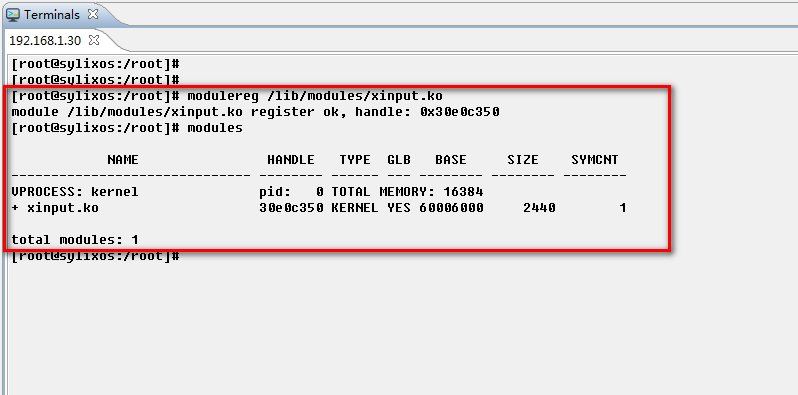 Terminals
192.168.1.30
[root@sylixos:/root]#
[root@sylixos:/root]#
[root@sylixos:/root]# modulereg /lib/modules/xinput.ko
module /lib/modules/xinput.ko register ok, handle: 0x30e0c350
[root@sylixos:/root]# modules
NAME HANDLE TYPE GLB BASE SIZE SYMCNT
------------------------------ -------- ------ --- -------- -------- --------
VPROCESS: kernel pid: 0 TOTAL MEMORY: 16384
+ xinput.ko 30e0c350 KERNEL YES 60006000 2440 1
total modules: 1
[root@sylixos:/root]#